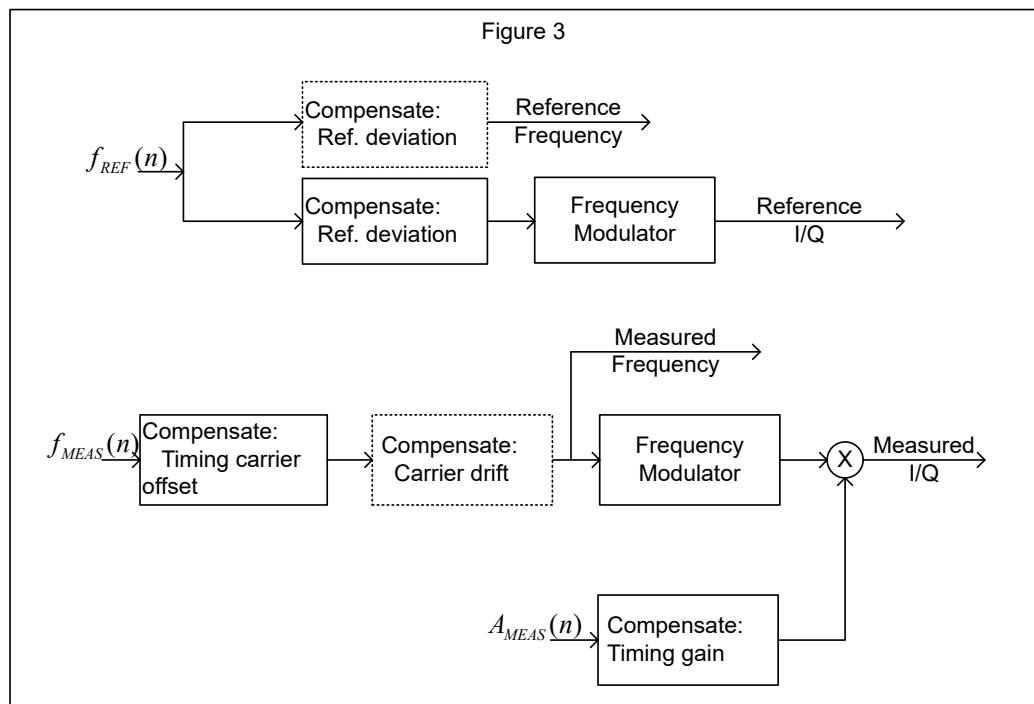 Figure 3
Compensate:
Ref. deviation
Reference
Frequency
f_REF(n)
Compensate:
Ref. deviation
Frequency
Modulator
Reference
I/Q
Measured
Frequency
f_MEAS(n)
Compensate:
Timing carrier
offset
Compensate:
Carrier drift
Frequency
Modulator
X
Measured
I/Q
A_MEAS(n)
Compensate:
Timing gain